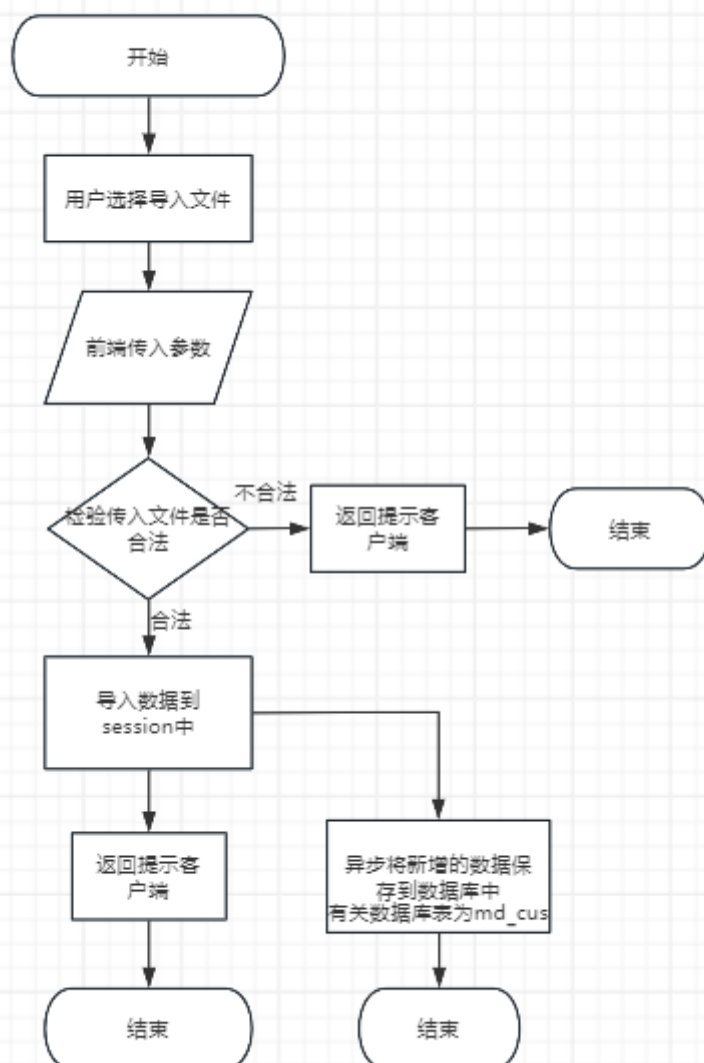 开始
用户选择导入文件
前端传入参数
检验传入文件是否
合法
不合法
返回提示客
户端
结束
合法
导入数据到
session中
返回提示客
户端
异步将新增的数据保
存到数据库中
有关数据库表为md_cus
结束
结束